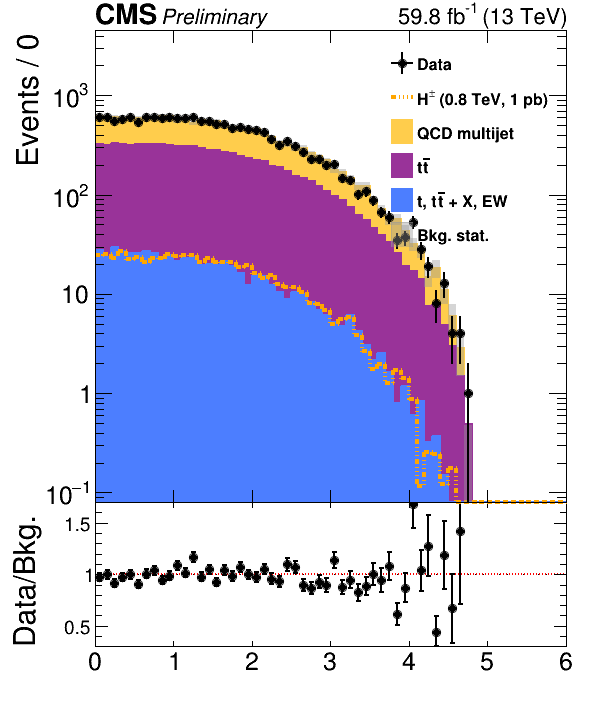 CMS Preliminary 59.8 fb⁻¹ (13 TeV)
Events / 0
10³
10²
10
1
10⁻¹
Data
H± (0.8 TeV, 1 pb)
QCD multijet
tt̄
t, tt̄ + X, EW
Bkg. stat.
Data/Bkg.
1.5
1
0.5
0 1 2 3 4 5 6